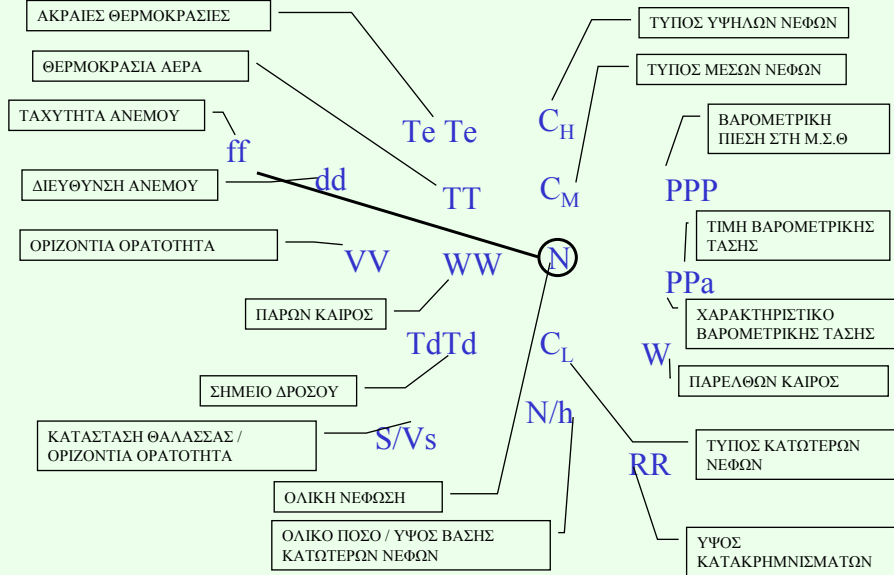 ΑΚΡΑΙΕΣ ΘΕΡΜΟΚΡΑΣΙΕΣ
ΤΥΠΟΣ ΥΨΗΛΩΝ ΝΕΦΩΝ
ΘΕΡΜΟΚΡΑΣΙΑ ΑΕΡΑ
ΤΥΠΟΣ ΜΕΣΩΝ ΝΕΦΩΝ
ΤΑΧΥΤΗΤΑ ΑΝΕΜΟΥ
Te Te
CH
ΒΑΡΟΜΕΤΡΙΚΗ
ΠΙΕΣΗ ΣΤΗ Μ.Σ.Θ
ff
ΔΙΕΥΘΥΝΣΗ ΑΝΕΜΟΥ
dd
TT
CM
PPP
ΤΙΜΗ ΒΑΡΟΜΕΤΡΙΚΗΣ
ΤΑΣΗΣ
ΟΡΙΖΟΝΤΙΑ ΟΡΑΤΟΤΗΤΑ
VV
WW
N
PPa
ΠΑΡΩΝ ΚΑΙΡΟΣ
ΧΑΡΑΚΤΗΡΙΣΤΙΚΟ
ΒΑΡΟΜΕΤΡΙΚΗΣ ΤΑΣΗΣ
TdTd
CL
W
ΣΗΜΕΙΟ ΔΡΟΣΟΥ
ΠΑΡΕΛΘΩΝ ΚΑΙΡΟΣ
ΚΑΤΑΣΤΑΣΗ ΘΑΛΑΣΣΑΣ /
ΟΡΙΖΟΝΤΙΑ ΟΡΑΤΟΤΗΤΑ
S/Vs
N/h
ΤΥΠΟΣ ΚΑΤΩΤΕΡΩΝ
ΝΕΦΩΝ
RR
ΟΛΙΚΗ ΝΕΦΩΣΗ
ΟΛΙΚΟ ΠΟΣΟ / ΥΨΟΣ ΒΑΣΗΣ
ΚΑΤΩΤΕΡΩΝ ΝΕΦΩΝ
ΥΨΟΣ
ΚΑΤΑΚΡΗΜΝΙΣΜΑΤΩΝ